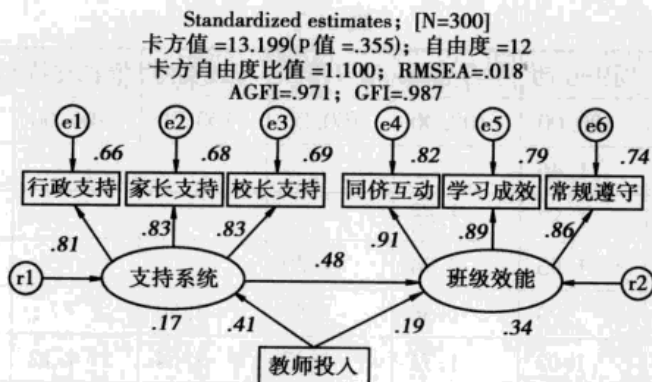 Standardized estimates; [N=300]
卡方值=13.199(p值=.355); 自由度=12
卡方自由度比值=1.100; RMSEA=.018
AGFI=.971; GFI=.987
e1 e2 e3 e4 e5 e6
.66 .68 .69 .82 .79 .74
行政支持 家长支持 校长支持 同侪互动 学习成效 常规遵守
.81 .83 .83 .91 .89 .86
r1 支持系统 .48 班级效能 r2
.17 .41 .19 .34
教师投入